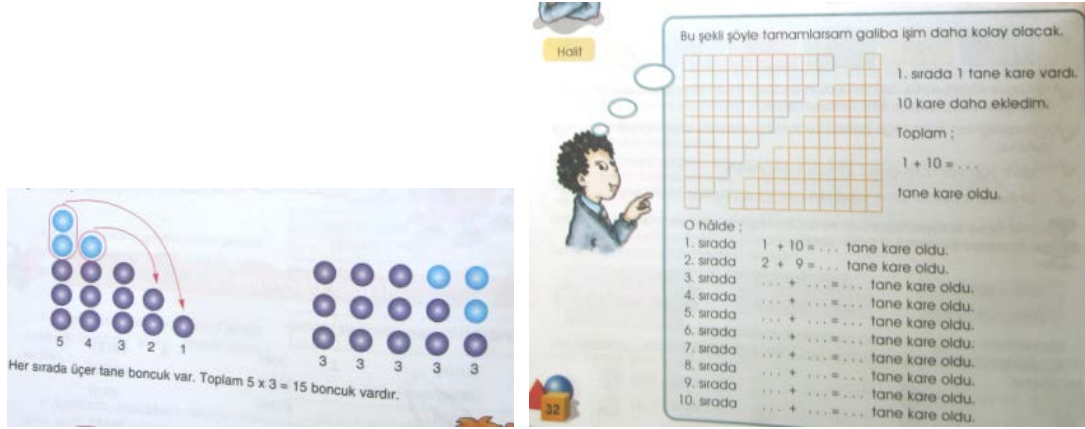 5 4 3 2 1
3 3 3 3 3
Her sırada üçer tane boncuk var. Toplam 5 x 3 = 15 boncuk vardır.
Halit
Bu şekli şöyle tamamlarsam galiba işim daha kolay olacak.
1. sırada 1 tane kare vardı.
10 kare daha ekledim.
Toplam ;
1 + 10 = . . .
tane kare oldu.
O hâlde ;
1. sırada 1 + 10 = . . . tane kare oldu.
2. sırada 2 + 9 = . . . tane kare oldu.
3. sırada . . . + . . . = . . . tane kare oldu.
4. sırada . . . + . . . = . . . tane kare oldu.
5. sırada . . . + . . . = . . . tane kare oldu.
6. sırada . . . + . . . = . . . tane kare oldu.
7. sırada . . . + . . . = . . . tane kare oldu.
8. sırada . . . + . . . = . . . tane kare oldu.
9. sırada . . . + . . . = . . . tane kare oldu.
10. sırada . . . + . . . = . . . tane kare oldu.
32